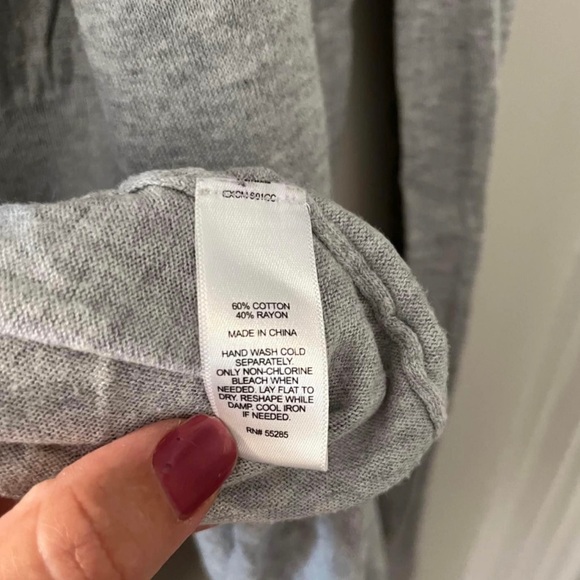 60% COTTON
40% RAYON
MADE IN CHINA
HAND WASH COLD
SEPARATELY.
ONLY NON-CHLORINE
BLEACH WHEN
NEEDED. LAY FLAT TO
DRY. RESHAPE WHILE
DAMP. COOL IRON
IF NEEDED.
RN# 55285